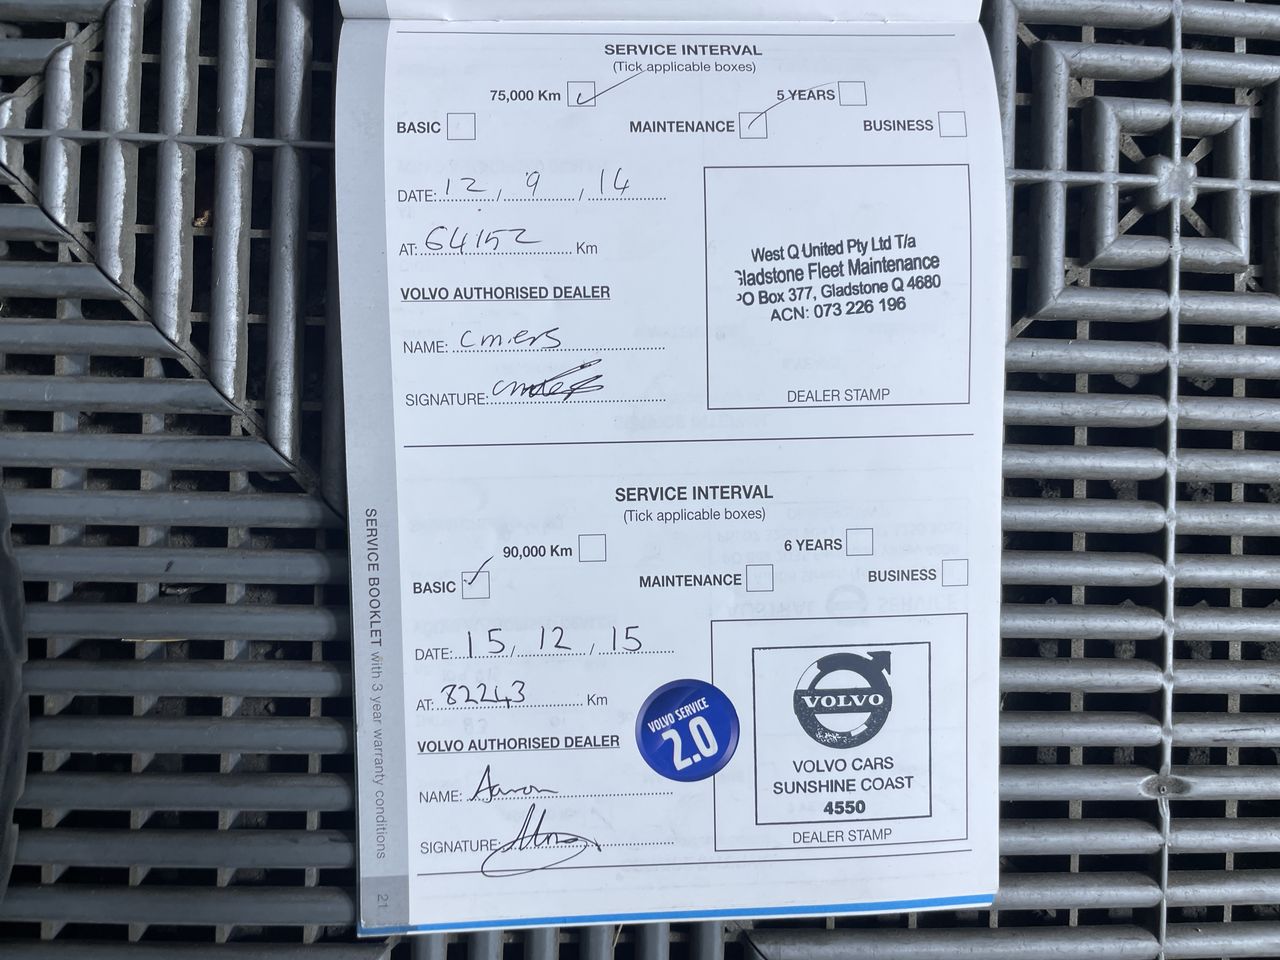 SERVICE INTERVAL
(Tick applicable boxes)
75,000 Km 5 YEARS
BASIC MAINTENANCE BUSINESS
DATE: 12 / 9 / 14
AT: 64152 Km
VOLVO AUTHORISED DEALER
NAME: Cmers
SIGNATURE:
West Q United Pty Ltd T/a
Gladstone Fleet Maintenance
PO Box 377, Gladstone Q 4680
ACN: 073 226 196
DEALER STAMP
SERVICE INTERVAL
(Tick applicable boxes)
90,000 Km 6 YEARS
BASIC MAINTENANCE BUSINESS
DATE: 15 / 12 / 15
AT: 82243 Km
VOLVO AUTHORISED DEALER
NAME: Aaron
SIGNATURE:
VOLVO SERVICE
2.0
VOLVO
VOLVO CARS
SUNSHINE COAST
4550
DEALER STAMP
SERVICE BOOKLET with 3 year warranty conditions
21